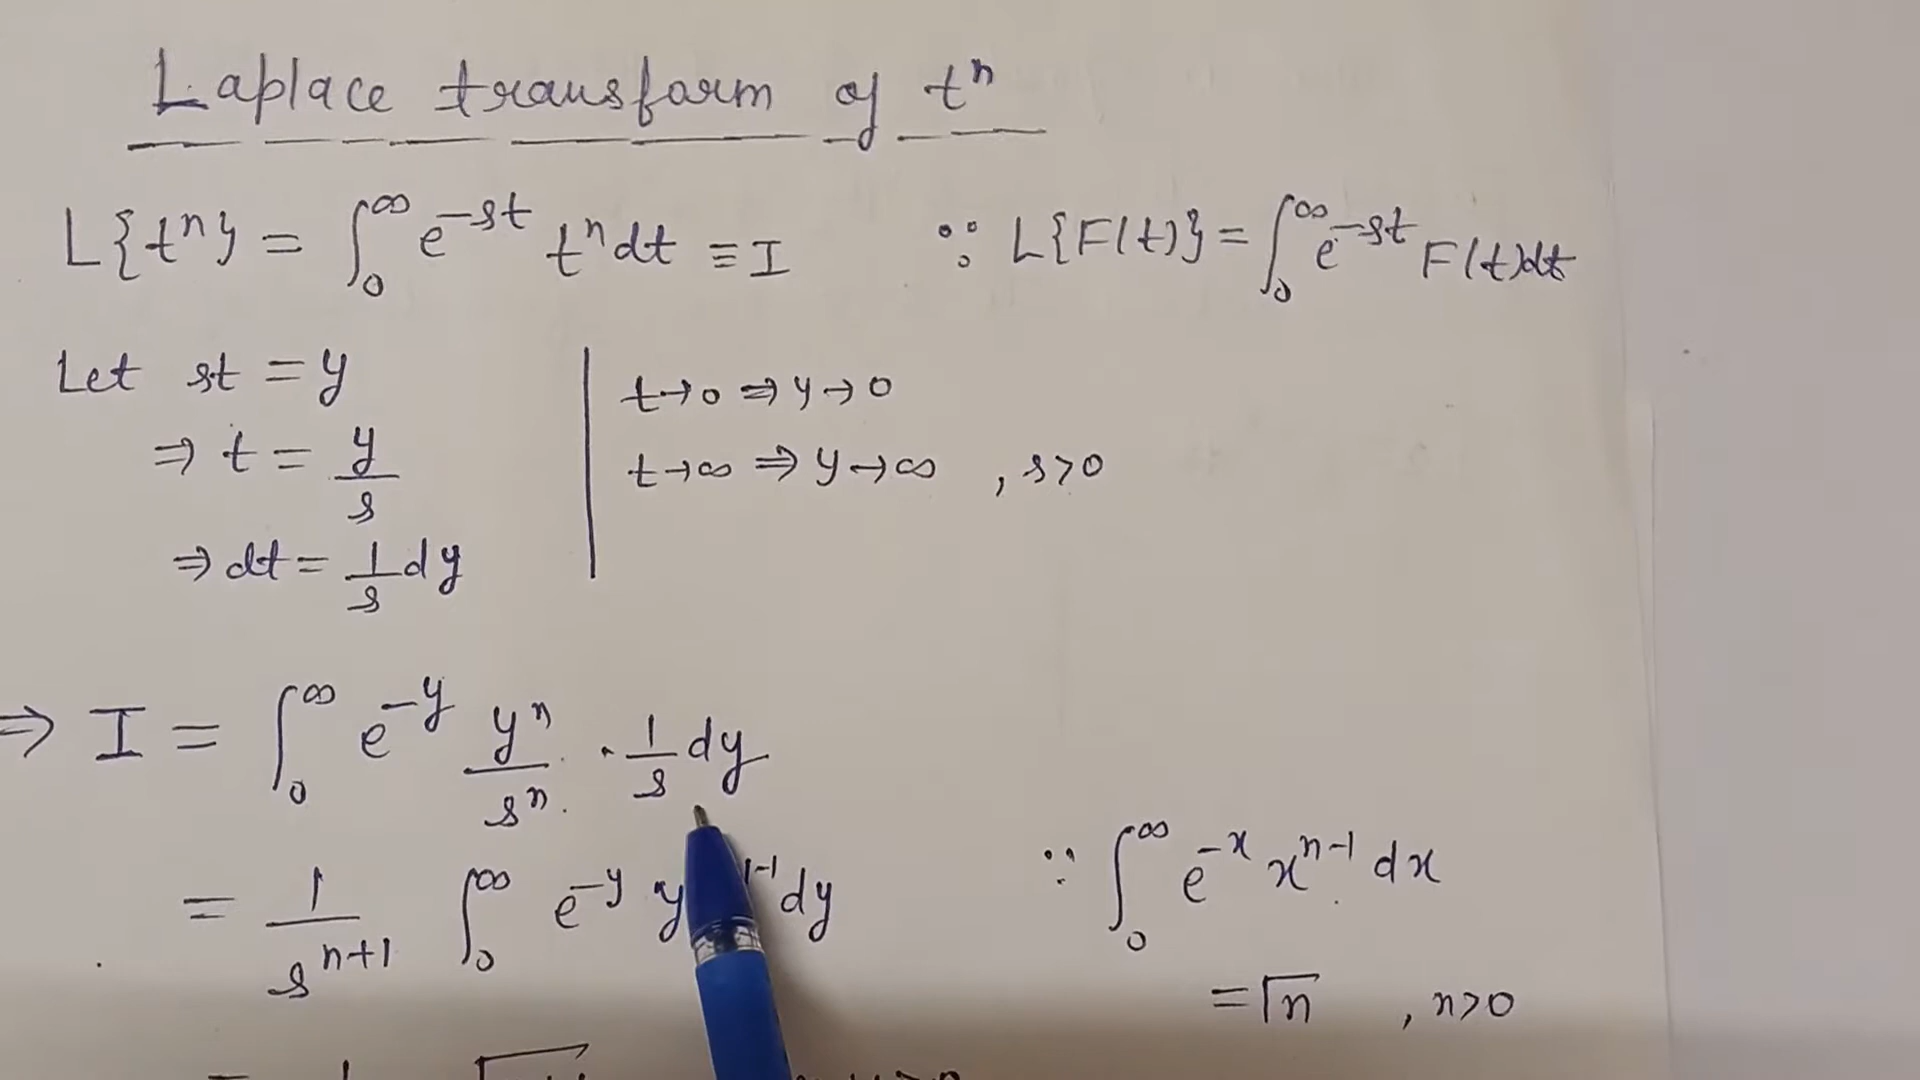 Laplace transform of tⁿ
L{tⁿ} = ∫₀^∞ e^{-st} tⁿ dt ≡ I ∵ L{F(t)} = ∫₀^∞ e^{-st} F(t)dt
Let st = y
t→0 ⇒ y→0
⇒ t = y/s
t→∞ ⇒ y→∞ , s>0
⇒ dt = 1/s dy
⇒ I = ∫₀^∞ e^{-y} yⁿ/sⁿ · 1/s dy
= 1/s^{n+1} ∫₀^∞ e^{-y} y dy
∵ ∫₀^∞ e^{-x} x^{n-1} dx
= Γn , n>0